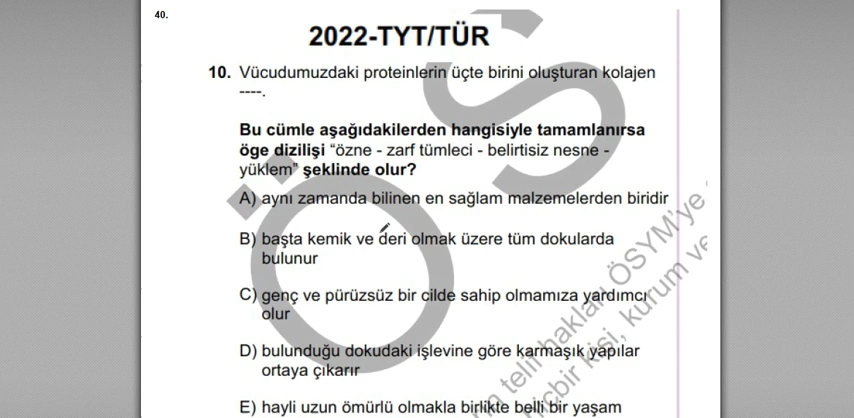 40.
2022-TYT/TÜR
10. Vücudumuzdaki proteinlerin üçte birini oluşturan kolajen
----.
Bu cümle aşağıdakilerden hangisiyle tamamlanırsa
öge dizilişi “özne - zarf tümleci - belirtisiz nesne -
yüklem” şeklinde olur?
A) aynı zamanda bilinen en sağlam malzemelerden biridir
B) başta kemik ve deri olmak üzere tüm dokularda
bulunur
C) genç ve pürüzsüz bir cilde sahip olmamıza yardımcı
olur
D) bulunduğu dokudaki işlevine göre karmaşık yapılar
ortaya çıkarır
E) hayli uzun ömürlü olmakla birlikte belli bir yaşam
ÖS
telif hakları ÖSYM'ye
hiçbir kişi, kurum ve